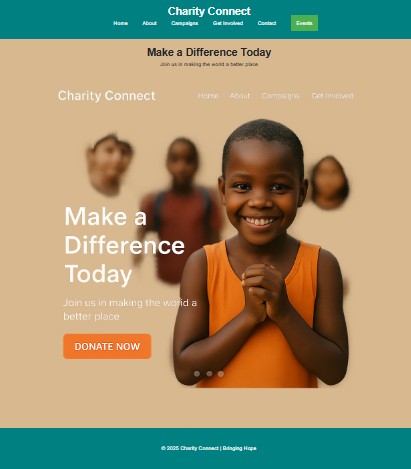 Charity Connect
Home About Campaigns Get Involved Contact Events
Make a Difference Today
Join us in making the world a better place
Charity Connect
Home About Campaigns Get Involved
Make a
Difference
Today
Join us in making the world a
better place
DONATE NOW
© 2025 Charity Connect | Bringing Hope